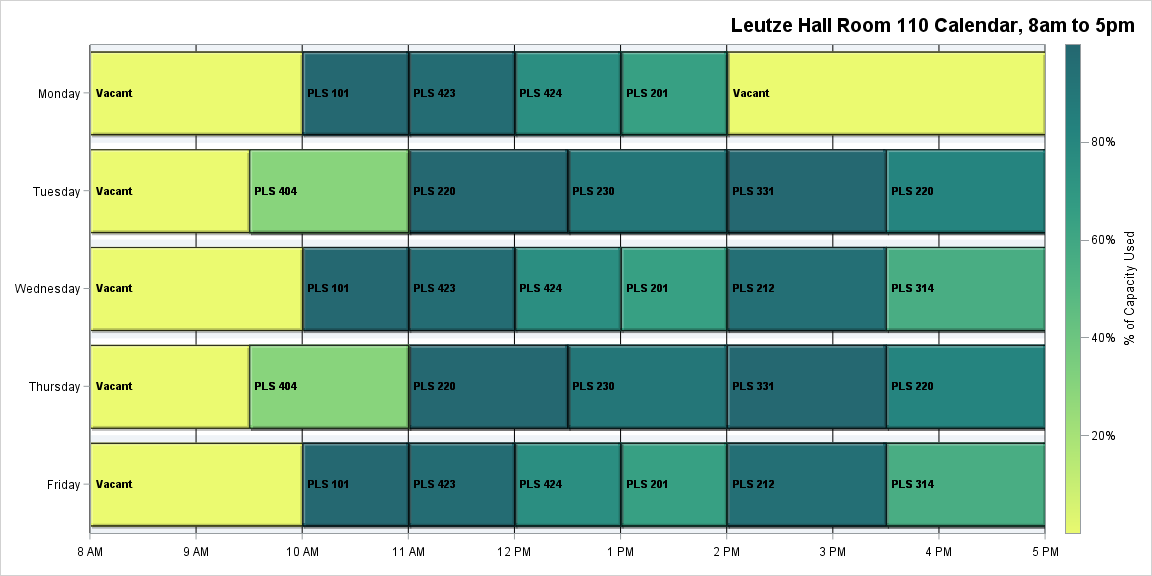 Leutze Hall Room 110 Calendar, 8am to 5pm
Monday
Vacant
PLS 101
PLS 423
PLS 424
PLS 201
Vacant
Tuesday
Vacant
PLS 404
PLS 220
PLS 230
PLS 331
PLS 220
Wednesday
Vacant
PLS 101
PLS 423
PLS 424
PLS 201
PLS 212
PLS 314
Thursday
Vacant
PLS 404
PLS 220
PLS 230
PLS 331
PLS 220
Friday
Vacant
PLS 101
PLS 423
PLS 424
PLS 201
PLS 212
PLS 314
8 AM
9 AM
10 AM
11 AM
12 PM
1 PM
2 PM
3 PM
4 PM
5 PM
80%
60%
40%
20%
% of Capacity Used